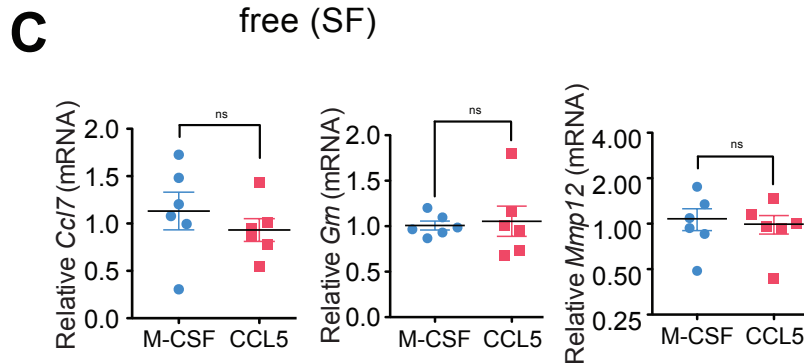 C
free (SF)
Relative Ccl7 (mRNA)
2.0
1.5
1.0
0.5
0.0
ns
M-CSF
CCL5
Relative Grn (mRNA)
2.0
1.5
1.0
0.5
0.0
ns
M-CSF
CCL5
Relative Mmp12 (mRNA)
4.00
2.00
1.00
0.50
0.25
ns
M-CSF
CCL5